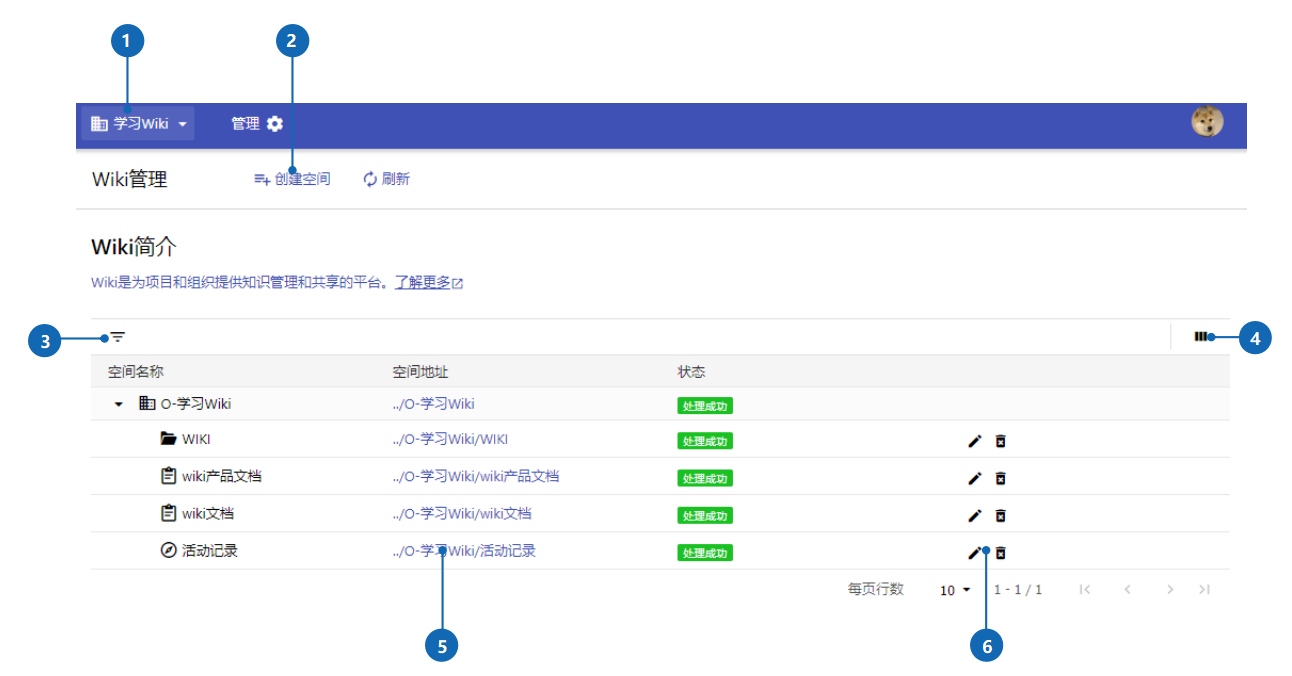 1 2
学习Wiki 管理
Wiki管理 创建空间 刷新
Wiki简介
Wiki是为项目和组织提供知识管理和共享的平台。了解更多
3 4
空间名称 空间地址 状态
O-学习Wiki ../O-学习Wiki 处理成功
WIKI ../O-学习Wiki/WIKI 处理成功
wiki产品文档 ../O-学习Wiki/wiki产品文档 处理成功
wiki文档 ../O-学习Wiki/wiki文档 处理成功
活动记录 ../O-学习Wiki/活动记录 处理成功
每页行数 10 1 - 1 / 1
5 6